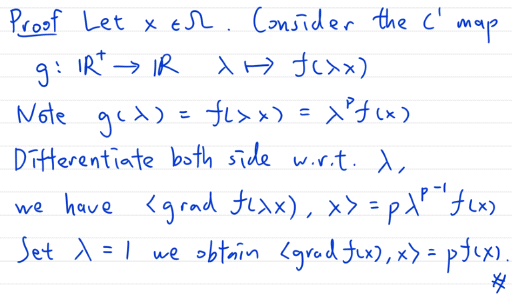 Proof Let x ∈ Ω. Consider the C¹ map
g: ℝ⁺ → ℝ λ ↦ f(λx)
Note g(λ) = f(λx) = λᵖf(x)
Differentiate both side w.r.t. λ,
we have <grad f(λx), x> = pλᵖ⁻¹f(x)
Set λ = 1 we obtain <grad f(x), x> = pf(x).
#